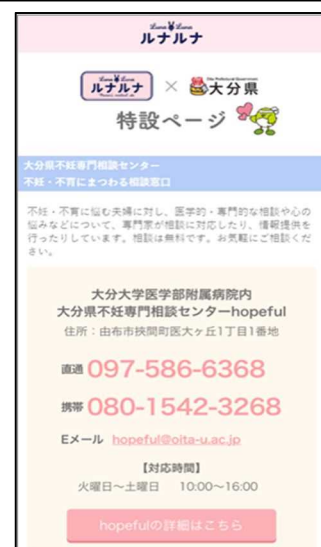 Luna Luna
ルナルナ
Luna Luna
ルナルナ
×
Oita Prefectural Government
大分県
特設ページ
大分県不妊専門相談センター
不妊・不育にまつわる相談窓口
不妊・不育に悩む夫婦に対し、医学的・専門的な相談や心の
悩みなどについて、専門家が相談に対応したり、情報提供を
行ったりしています。相談は無料です。お気軽にご相談くだ
さい。
大分大学医学部附属病院内
大分県不妊専門相談センターhopeful
住所：由布市挾間町医大ヶ丘1丁目1番地
直通 097-586-6368
携帯 080-1542-3268
Eメール hopeful@oita-u.ac.jp
【対応時間】
火曜日～土曜日 10:00～16:00
hopefulの詳細はこちら